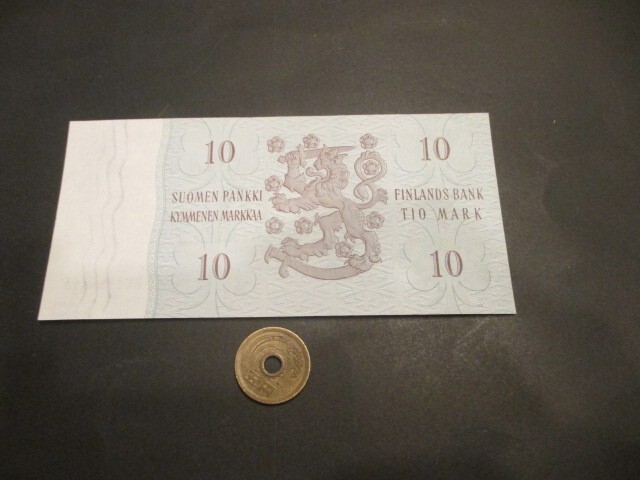 10 10
SUOMEN PANKKI FINLANDS BANK
KYMMENEN MARKKAA TIO MARK
10 10